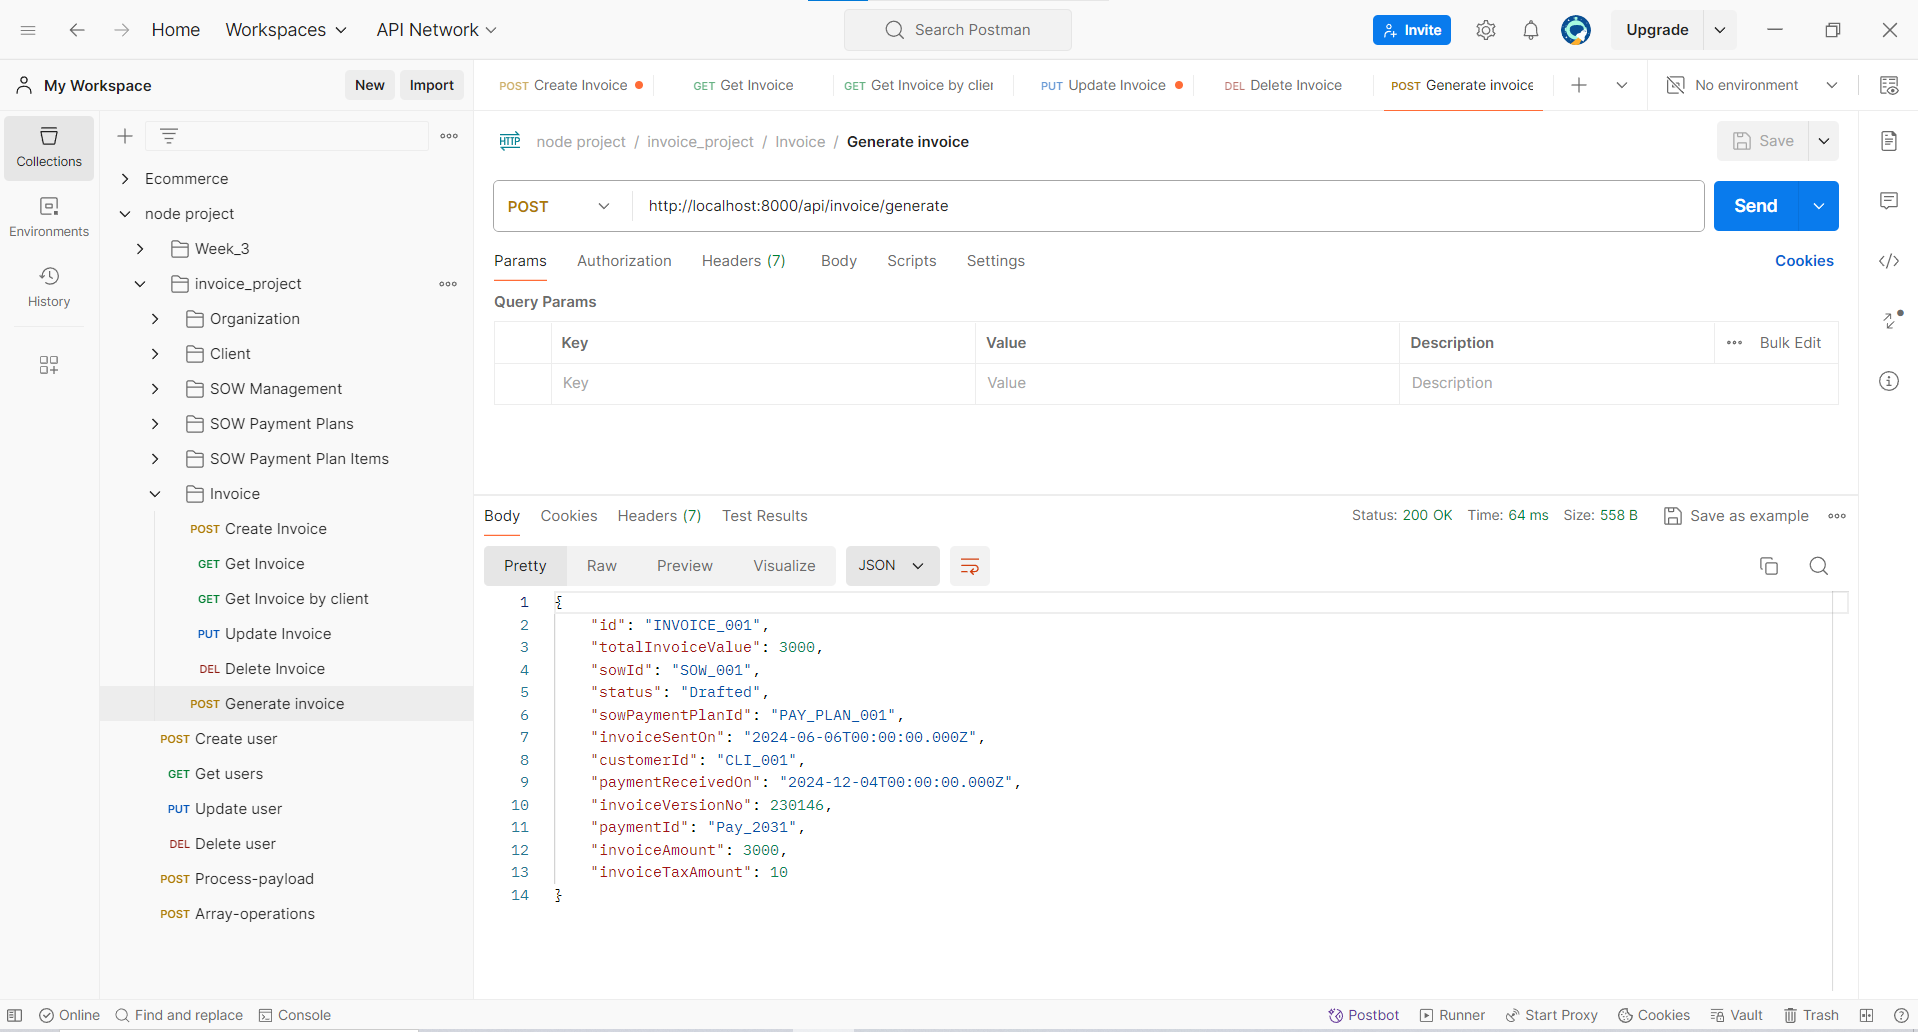 Home Workspaces API Network Search Postman Invite Upgrade
My Workspace New Import
POST Create Invoice GET Get Invoice GET Get Invoice by clier PUT Update Invoice DEL Delete Invoice POST Generate invoice No environment
Collections
Environments
History
Ecommerce
node project
Week_3
invoice_project
Organization
Client
SOW Management
SOW Payment Plans
SOW Payment Plan Items
Invoice
POST Create Invoice
GET Get Invoice
GET Get Invoice by client
PUT Update Invoice
DEL Delete Invoice
POST Generate invoice
POST Create user
GET Get users
PUT Update user
DEL Delete user
POST Process-payload
POST Array-operations
HTTP node project / invoice_project / Invoice / Generate invoice Save
POST http://localhost:8000/api/invoice/generate Send
Params Authorization Headers (7) Body Scripts Settings Cookies
Query Params
Key Value Description Bulk Edit
Key Value Description
Body Cookies Headers (7) Test Results Status: 200 OK Time: 64 ms Size: 558 B Save as example
Pretty Raw Preview Visualize JSON
1 {
2 "id": "INVOICE_001",
3 "totalInvoiceValue": 3000,
4 "sowId": "SOW_001",
5 "status": "Drafted",
6 "sowPaymentPlanId": "PAY_PLAN_001",
7 "invoiceSentOn": "2024-06-06T00:00:00.000Z",
8 "customerId": "CLI_001",
9 "paymentReceivedOn": "2024-12-04T00:00:00.000Z",
10 "invoiceVersionNo": 230146,
11 "paymentId": "Pay_2031",
12 "invoiceAmount": 3000,
13 "invoiceTaxAmount": 10
14 }
Online Find and replace Console Postbot Runner Start Proxy Cookies Vault Trash